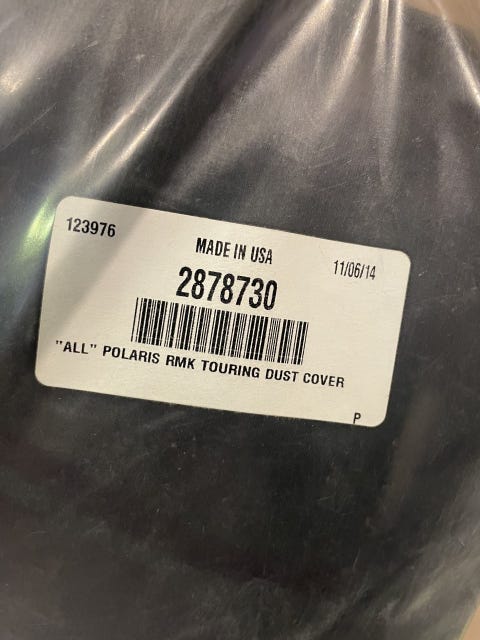 123976
MADE IN USA
11/06/14
2878730
"ALL" POLARIS RMK TOURING DUST COVER
P